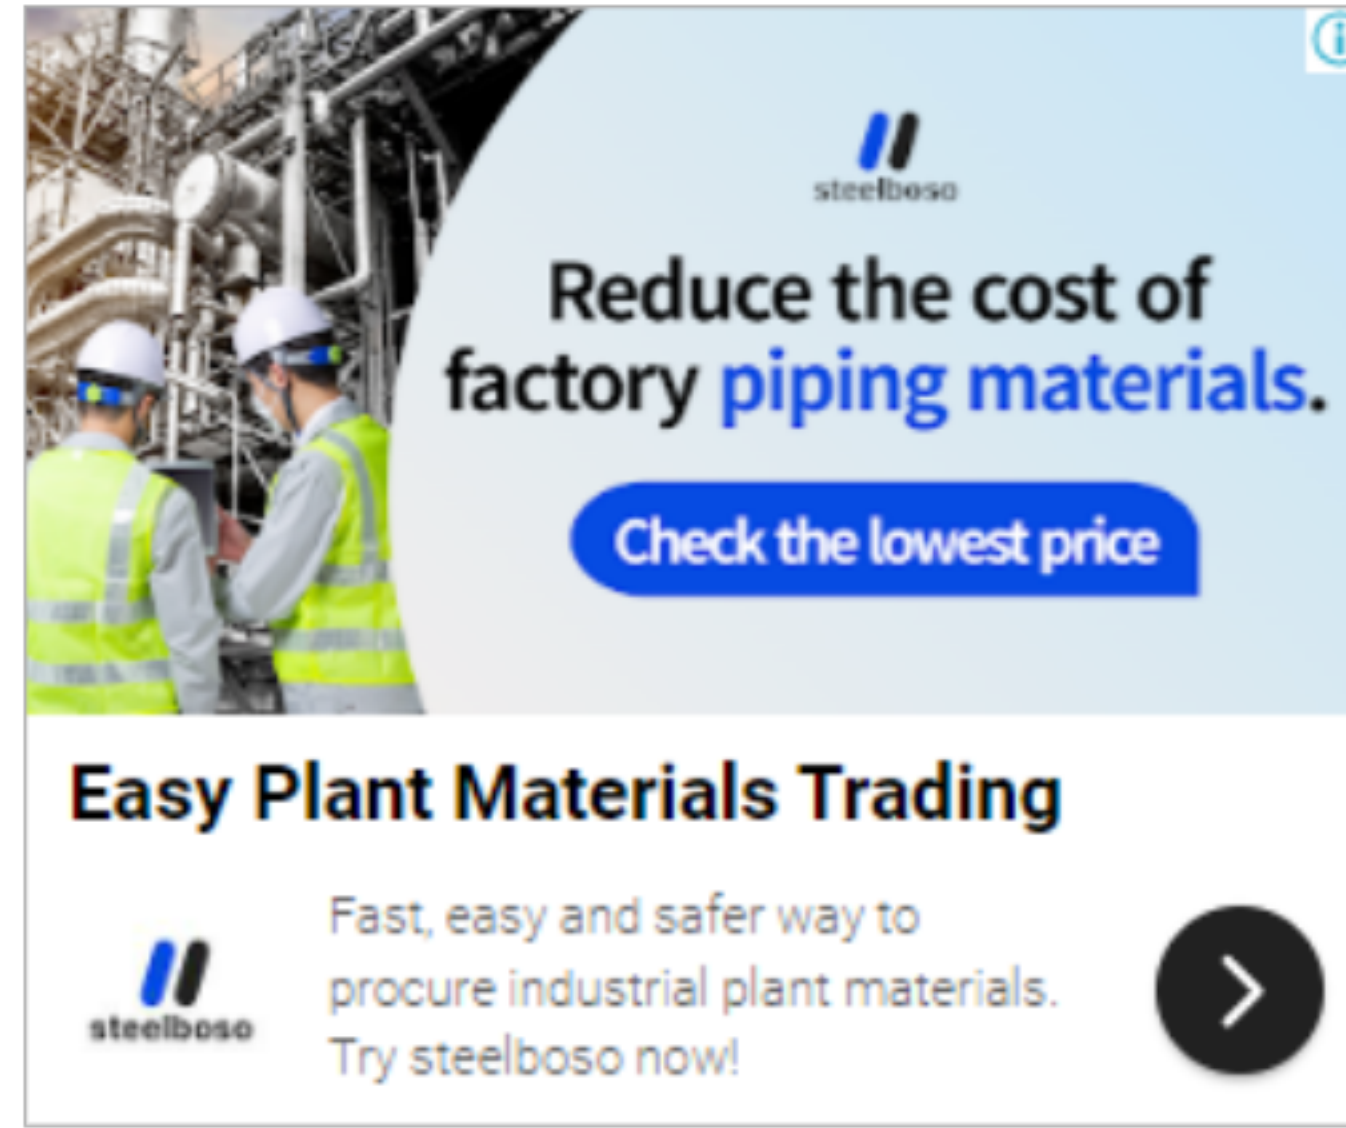 steelboso
Reduce the cost of
factory piping materials.
Check the lowest price
Easy Plant Materials Trading
Fast, easy and safer way to
procure industrial plant materials.
Try steelboso now!
steelboso